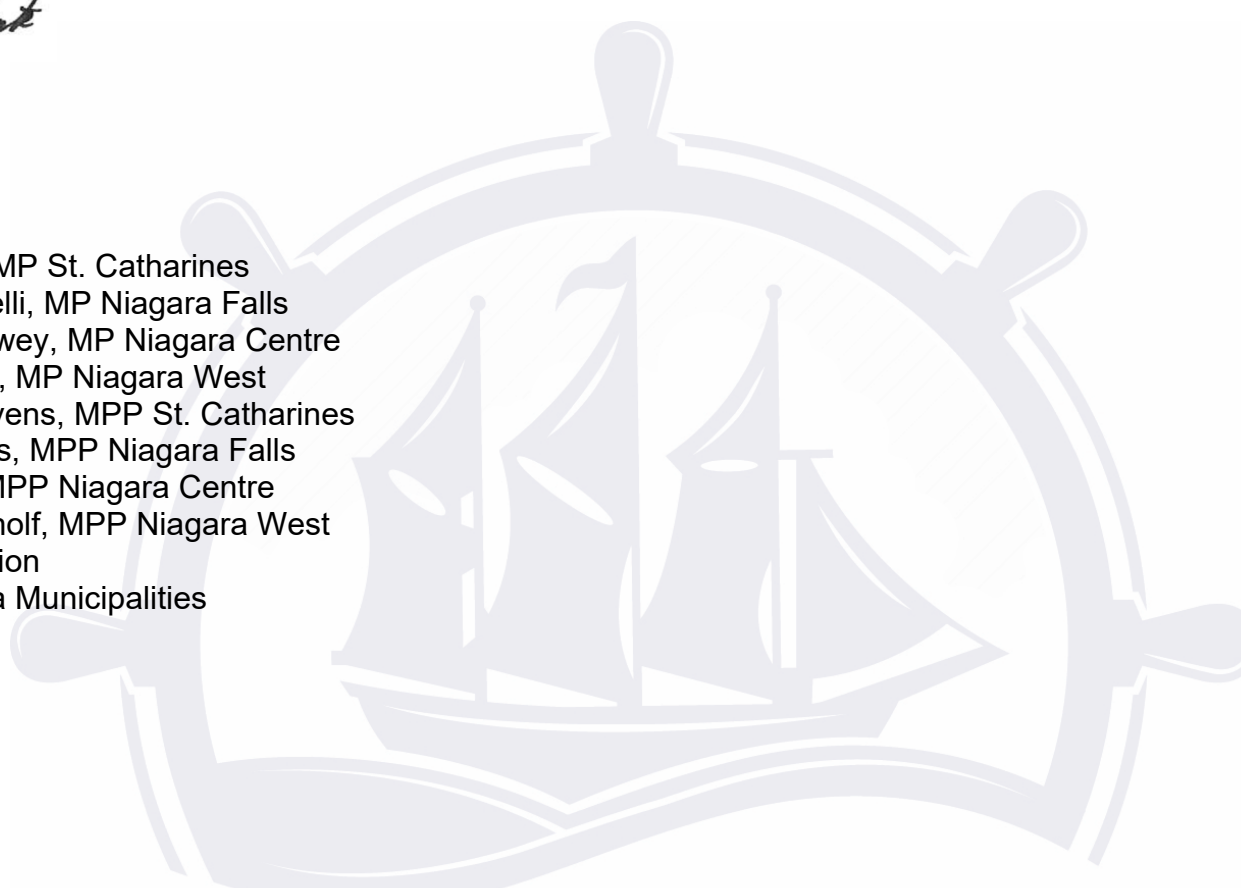 MP St. Catharines
elli, MP Niagara Falls
wey, MP Niagara Centre
, MP Niagara West
vens, MPP St. Catharines
s, MPP Niagara Falls
MPP Niagara Centre
holf, MPP Niagara West
ion
a Municipalities